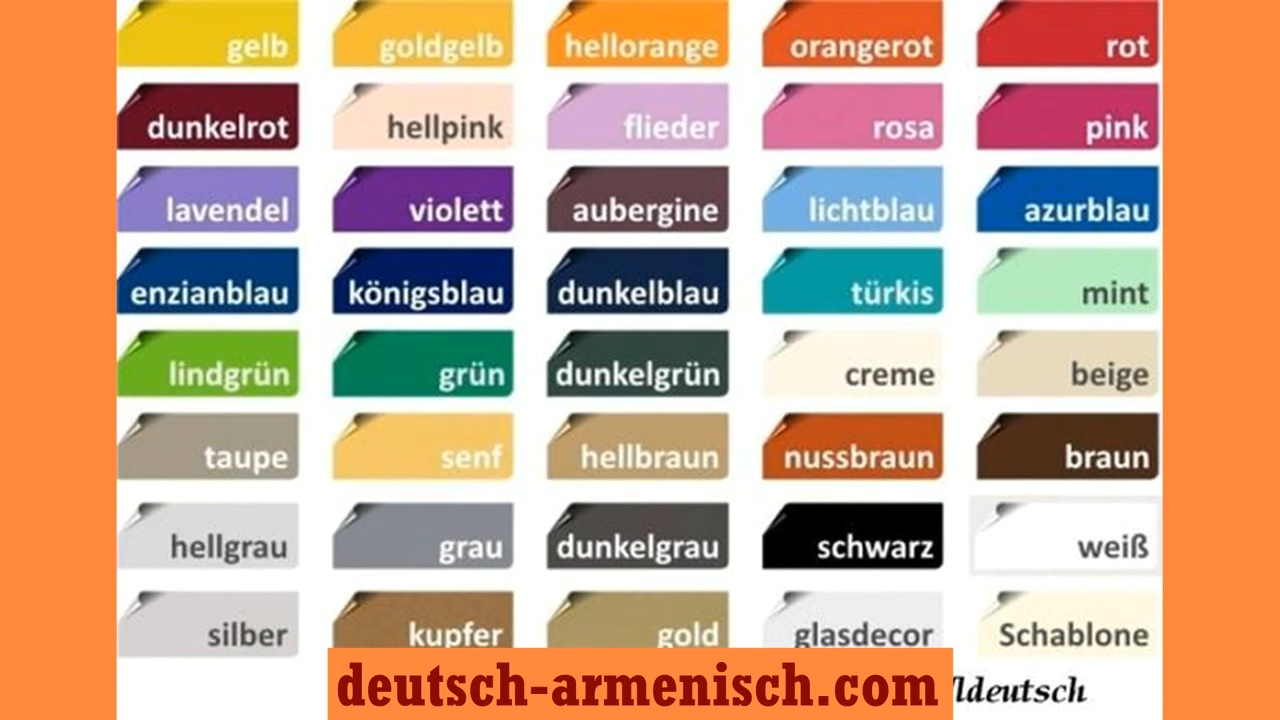 gelb goldgelb hellorange orangerot rot
dunkelrot hellpink flieder rosa pink
lavendel violett aubergine lichtblau azurblau
enzianblau königsblau dunkelblau türkis mint
lindgrün grün dunkelgrün creme beige
taupe senf hellbraun nussbraun braun
hellgrau grau dunkelgrau schwarz weiß
silber kupfer gold glasdecor Schablone
deutsch-armenisch.com